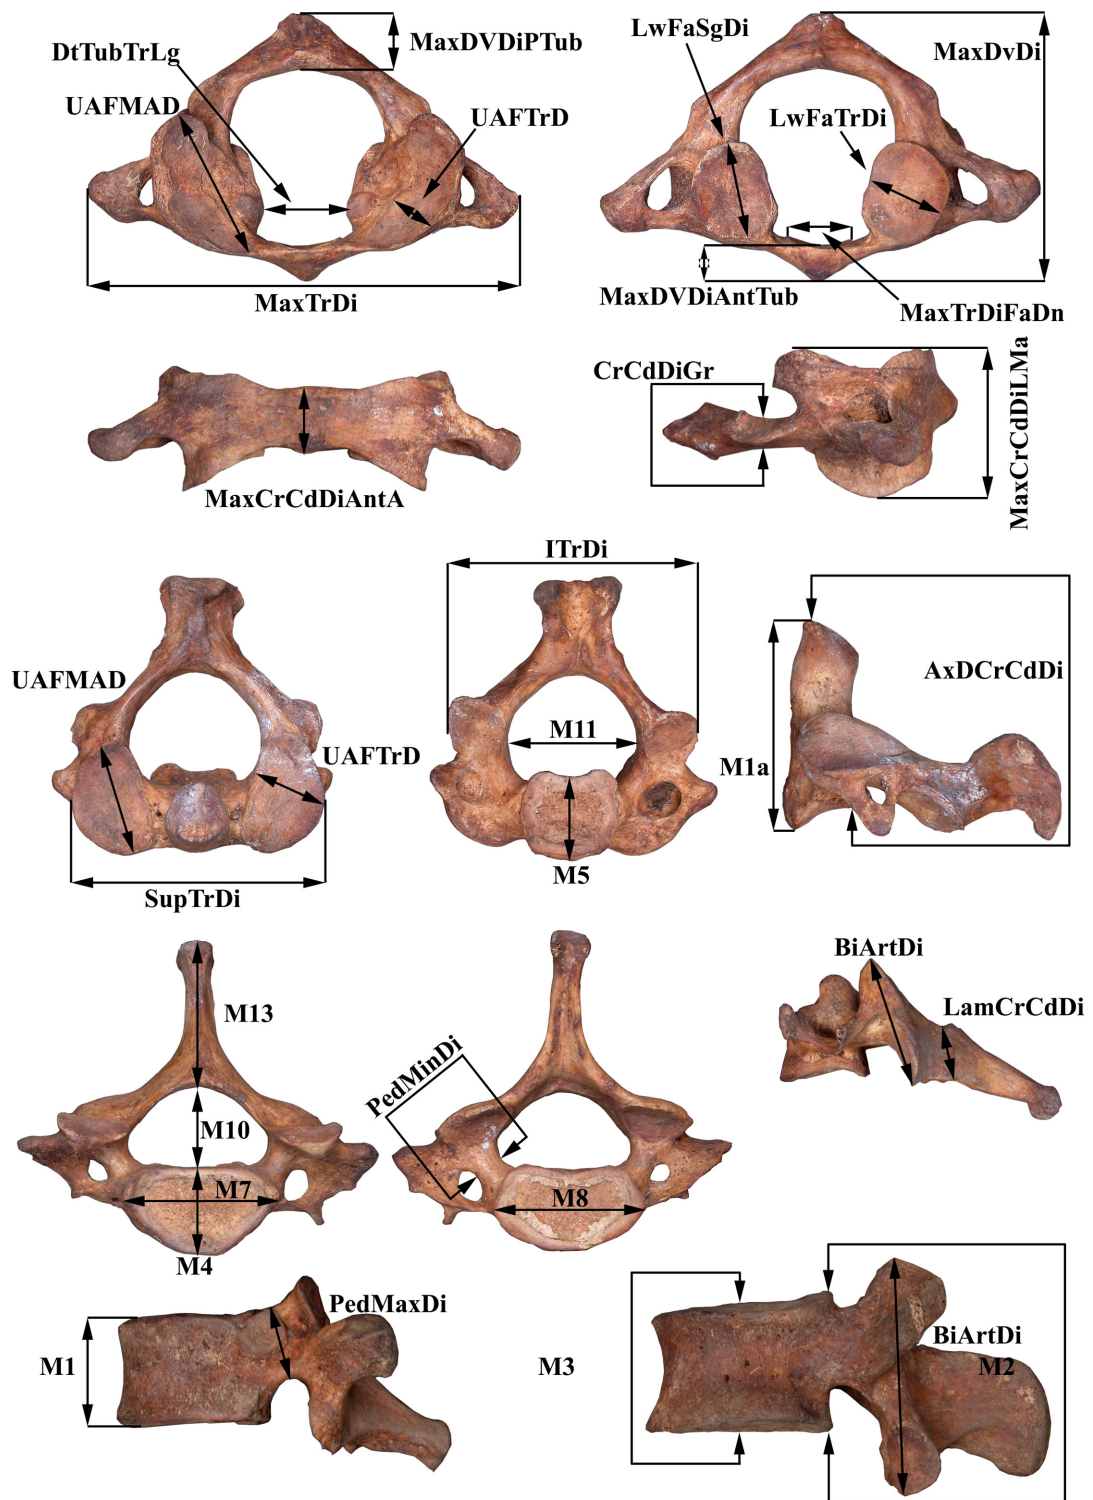 MaxDVDiPTub
DtTubTrLg
UAFMAD
UAFTrD
MaxTrDi
LwFaSgDi
MaxDvDi
LwFaTrDi
MaxDVDiAntTub
MaxTrDiFaDn
MaxCrCdDiAntA
CrCdDiGr
MaxCrCdDiLMa
UAFMAD
UAFTrD
SupTrDi
ITrDi
M11
M5
AxDCrCdDi
M1a
M13
M10
M7
M4
PedMinDi
M8
BiArtDi
LamCrCdDi
M1
PedMaxDi
M3
BiArtDi
M2